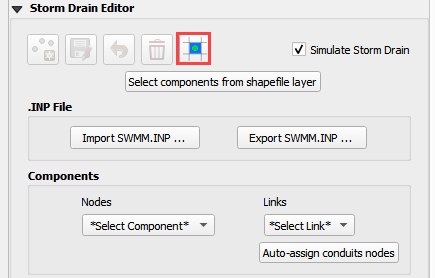 Storm Drain Editor
Simulate Storm Drain
Select components from shapefile layer
.INP File
Import SWMM.INP ...
Export SWMM.INP ...
Components
Nodes
Links
*Select Component*
*Select Link*
Auto-assign conduits nodes